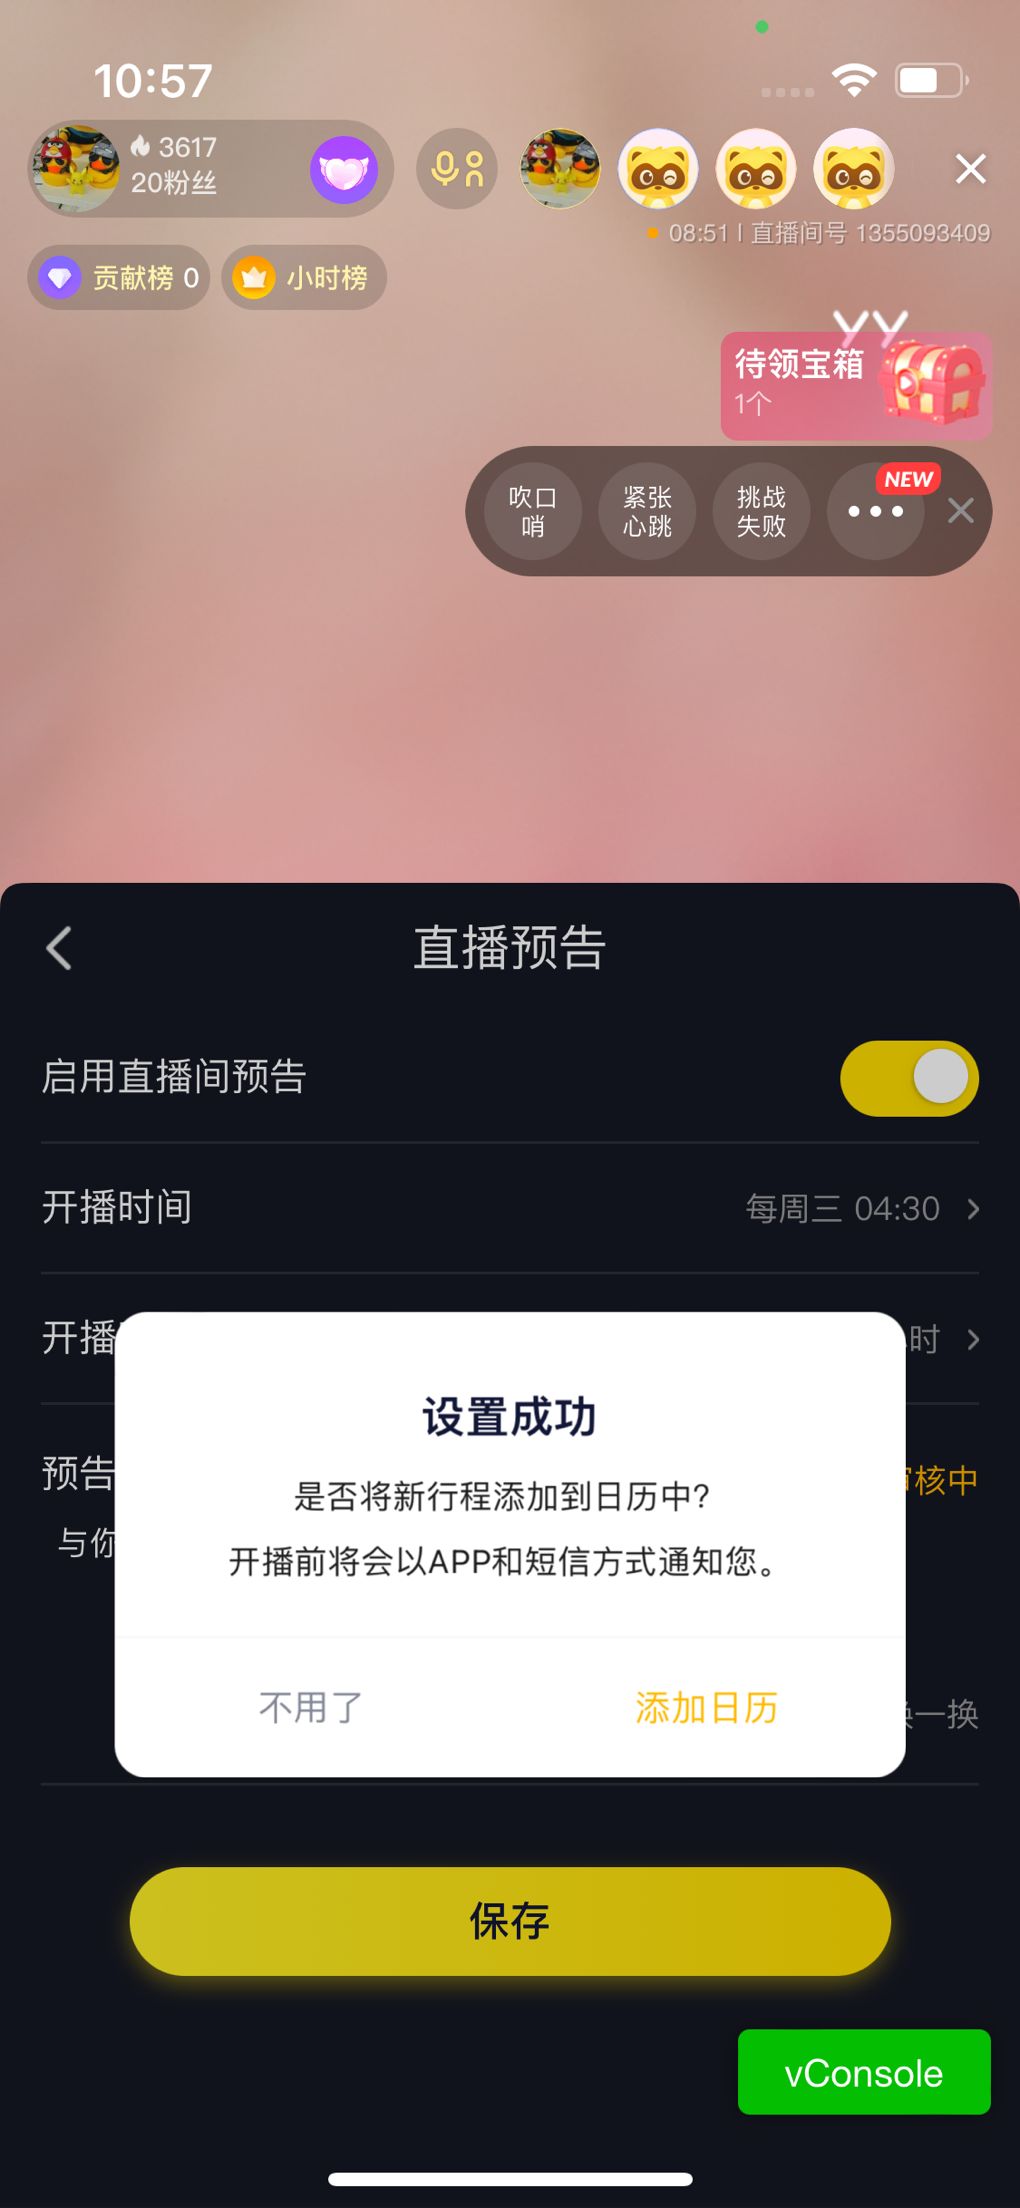 10:57
3617
20粉丝
08:51 | 直播间号 1355093409
贡献榜 0
小时榜
YY
待领宝箱
1个
NEW
吹口
哨
紧张
心跳
挑战
失败
直播预告
启用直播间预告
开播时间
每周三 04:30
开播
时
设置成功
预告
审核中
是否将新行程添加到日历中?
与你
开播前将会以APP和短信方式通知您。
不用了
添加日历
换一换
保存
vConsole